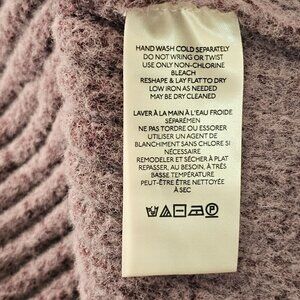 HAND WASH COLD SEPARATELY
DO NOT WRING OR TWIST
USE ONLY NON-CHLORINE
BLEACH
RESHAPE & LAY FLAT TO DRY
LOW IRON AS NEEDED
MAY BE DRY CLEANED
LAVER À LA MAIN À L'EAU FROIDE
SÉPARÉMEN
NE PAS TORDRE OU ESSORER
UTILISER UN AGENT DE
BLANCHIMENT SANS CHLORE SI
NÉCESSAIRE
REMODELER ET SÉCHER À PLAT
REPASSER, AU BESOIN, À TRÈS
BASSE TEMPÉRATURE
PEUT-ÊTRE ÊTRE NETTOYÉE
À SEC